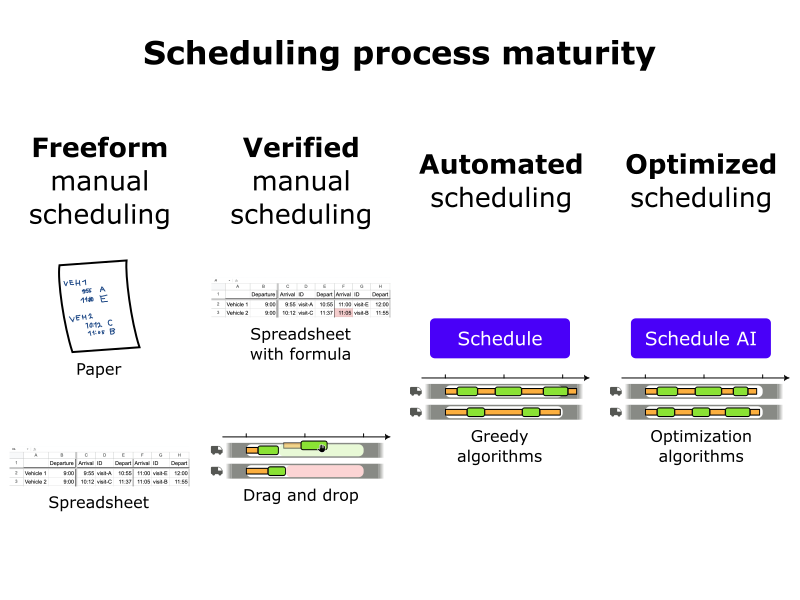 Scheduling process maturity
Freeform
manual
scheduling
Verified
manual
scheduling
Automated
scheduling
Optimized
scheduling
VEH 1
9:55 A
11:00 E
VEH 2
10:12 C
11:05 B
Paper
A B C D E F G H
1 Departure Arrival ID Depart Arrival ID Depart
2 Vehicle 1 9:00 9:55 visit-A 10:55 11:00 visit-E 12:00
3 Vehicle 2 9:00 10:12 visit-C 11:37 11:05 visit-B 11:55
Spreadsheet
A B C D E F G H
1 Departure Arrival ID Depart Arrival ID Depart
2 Vehicle 1 9:00 9:55 visit-A 10:55 11:00 visit-E 12:00
3 Vehicle 2 9:00 10:12 visit-C 11:37 11:05 visit-B 11:55
Spreadsheet
with formula
Drag and drop
Schedule
Greedy
algorithms
Schedule AI
Optimization
algorithms